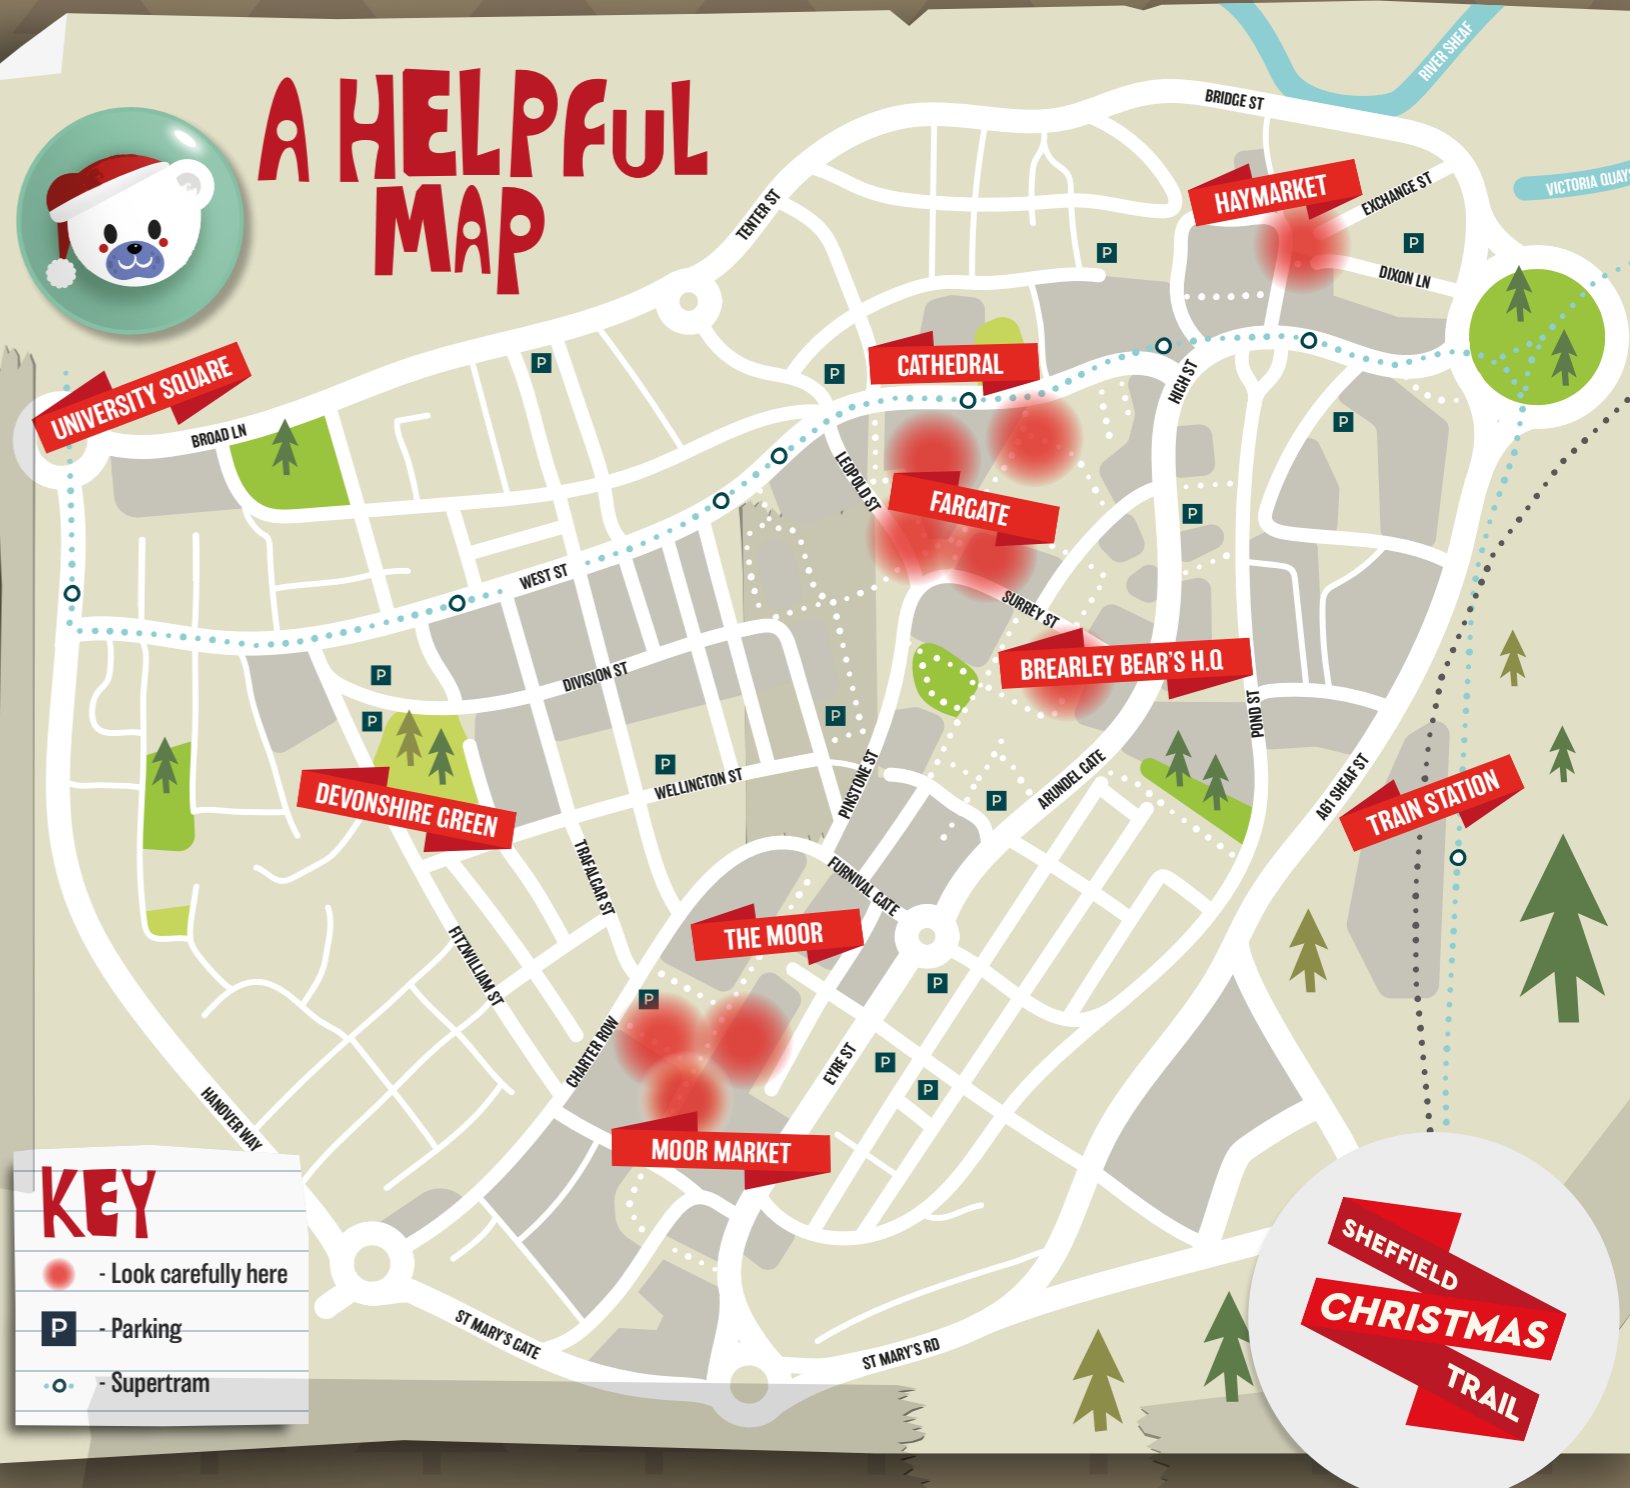 A HELPFUL
MAP
RIVER SHEAF
BRIDGE ST
VICTORIA QUAYS
HAYMARKET
EXCHANGE ST
TENTER ST
P
P
DIXON LN
UNIVERSITY SQUARE
P
P
CATHEDRAL
HIGH ST
BROAD LN
P
LEOPOLD ST
FARGATE
P
WEST ST
SURREY ST
BREARLEY BEAR'S H.Q
P
DIVISION ST
P
P
POND ST
P
WELLINGTON ST
PINSTONE ST
P
ARUNDEL GATE
A61 SHEAF ST
TRAIN STATION
DEVONSHIRE GREEN
TRAFALGAR ST
FURNIVAL GATE
THE MOOR
FITZWILLIAM ST
P
P
CHARTER ROW
EYRE ST
P
P
HANOVER WAY
MOOR MARKET
KEY
- Look carefully here
P - Parking
- Supertram
ST MARY'S GATE
ST MARY'S RD
SHEFFIELD
CHRISTMAS
TRAIL